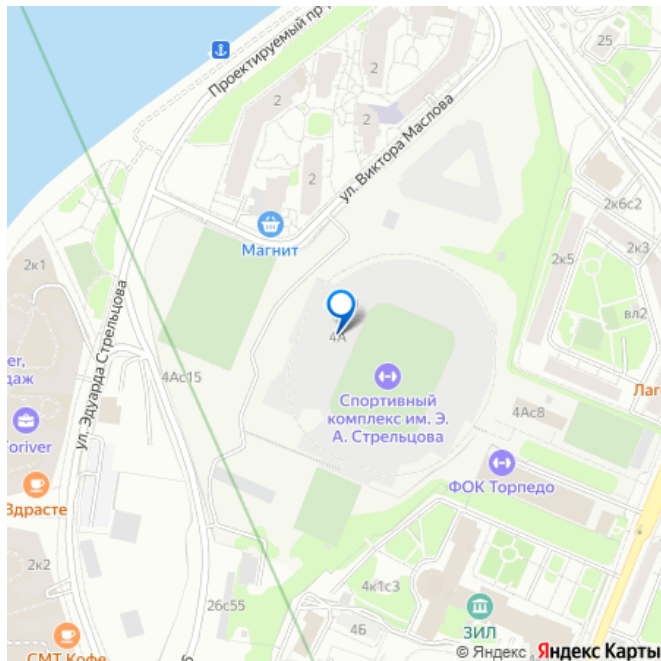 25
Проектируемый пр
2
2
2
2
ул. Виктора Маслова
2к6с2
2к5
2к3
вл2
Магнит
2к1
ул. Эдуарда Стрельцова
4А
4Ас15
Спортивный
комплекс им. Э.
А. Стрельцова
Лаг
4Ас8
ФОК Торпедо
Здрасте
2к2
26с55
4к1с3
4Б
ЗИЛ
СМТ Кофе
© Яндекс
Яндекс Карты